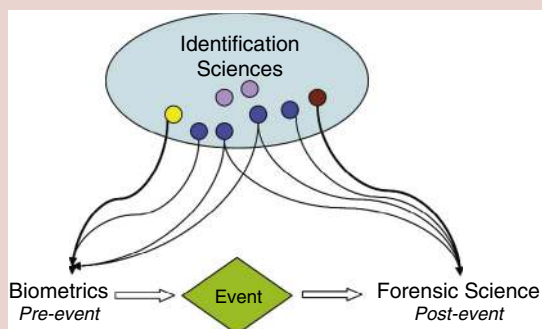 Identification
Sciences
Biometrics
Pre-event
Event
Forensic Science
Post-event